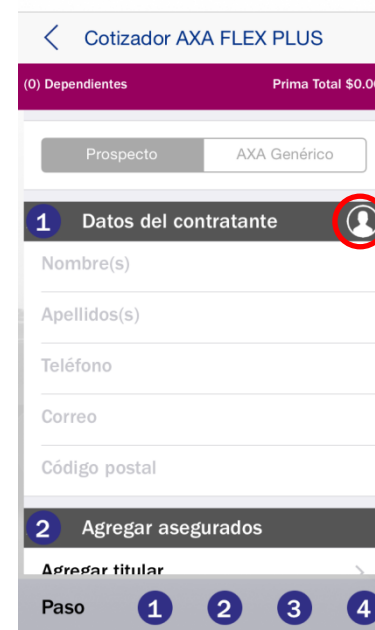 Cotizador AXA FLEX PLUS
(0) Dependientes Prima Total $0.00
Prospecto AXA Genérico
1 Datos del contratante
Nombre(s)
Apellidos(s)
Teléfono
Correo
Código postal
2 Agregar asegurados
Agregar titular
Paso 1 2 3 4